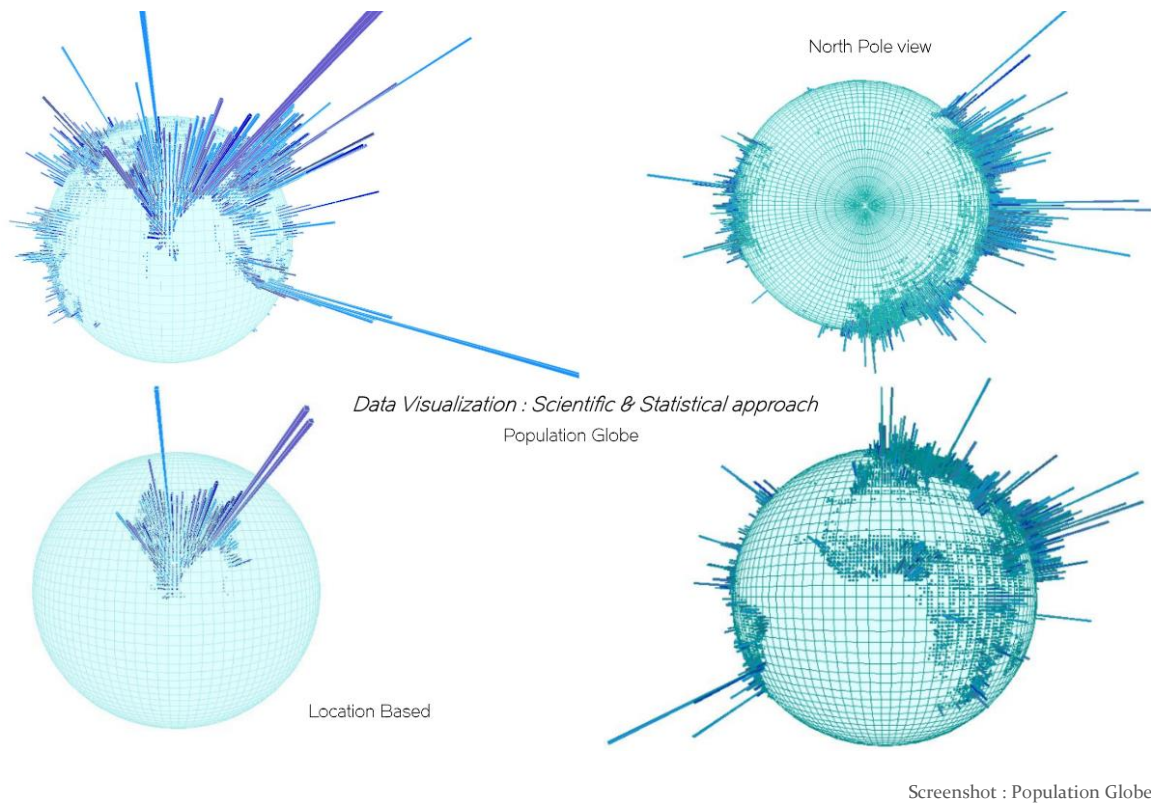 North Pole view
Data Visualization : Scientific & Statistical approach
Population Globe
Location Based
Screenshot : Population Globe